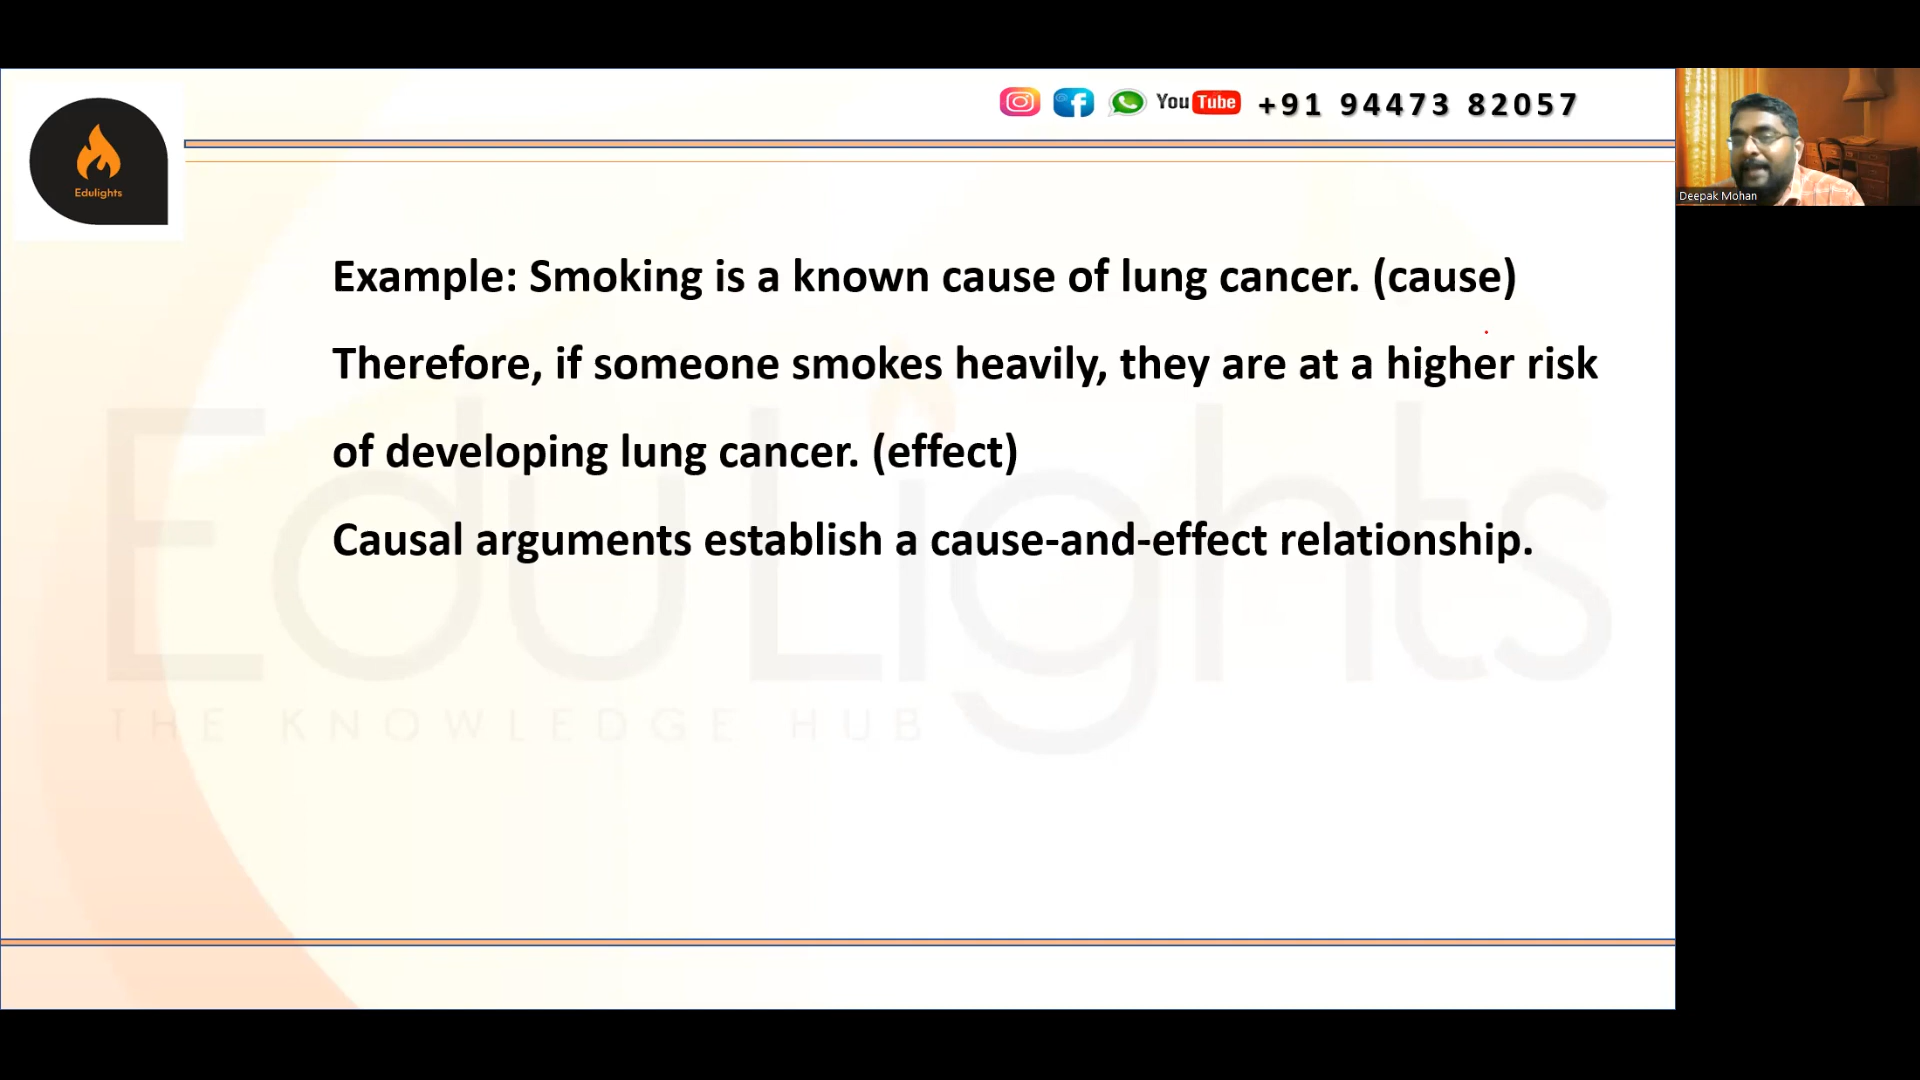 YouTube +91 94473 82057
Edulights
Deepak Mohan
Example: Smoking is a known cause of lung cancer. (cause)
Therefore, if someone smokes heavily, they are at a higher risk
of developing lung cancer. (effect)
Causal arguments establish a cause-and-effect relationship.
EduLights
THE KNOWLEDGE HUB